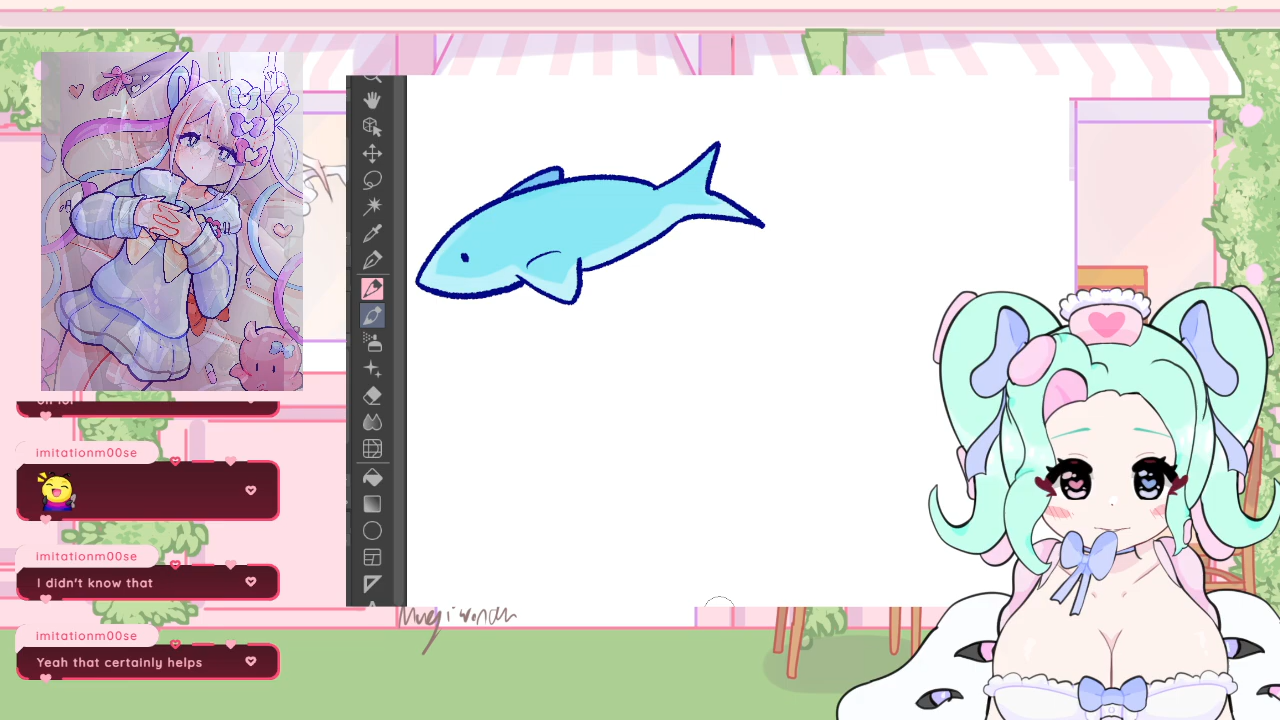 imitationm00se
imitationm00se
I didn't know that
imitationm00se
Yeah that certainly helps